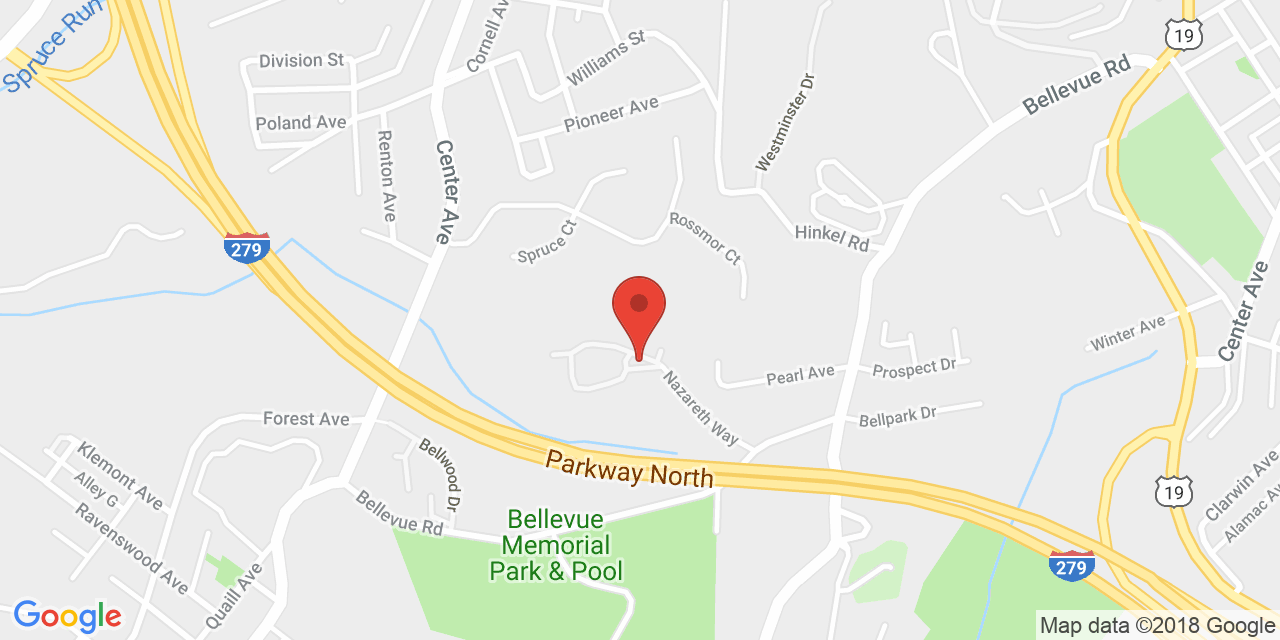 Spruce Run
Division St
Cornell Ave
Williams St
19
Bellevue Rd
Poland Ave
Pioneer Ave
Westminster Dr
Renton Ave
Center Ave
Rossmor Ct
Spruce Ct
Hinkel Rd
279
Center Ave
Winter Ave
Pearl Ave
Prospect Dr
Nazareth Way
Forest Ave
Bellpark Dr
Klemont Ave
Bellwood Dr
Parkway North
Alley G
Bellevue Rd
19
Clarwin Ave
Alamac Av
Ravenswood Ave
Bellevue
Memorial
Park & Pool
279
Quaill Ave
Google
Map data ©2018 Google